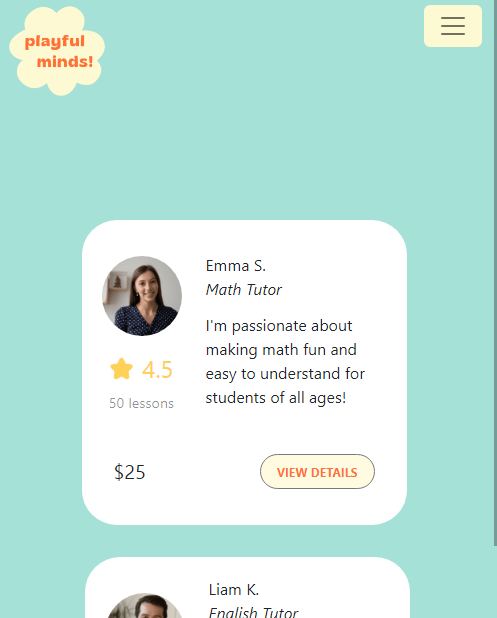 playful
minds!
Emma S.
Math Tutor
I'm passionate about
making math fun and
easy to understand for
students of all ages!
4.5
50 lessons
$25
VIEW DETAILS
Liam K.
English Tutor